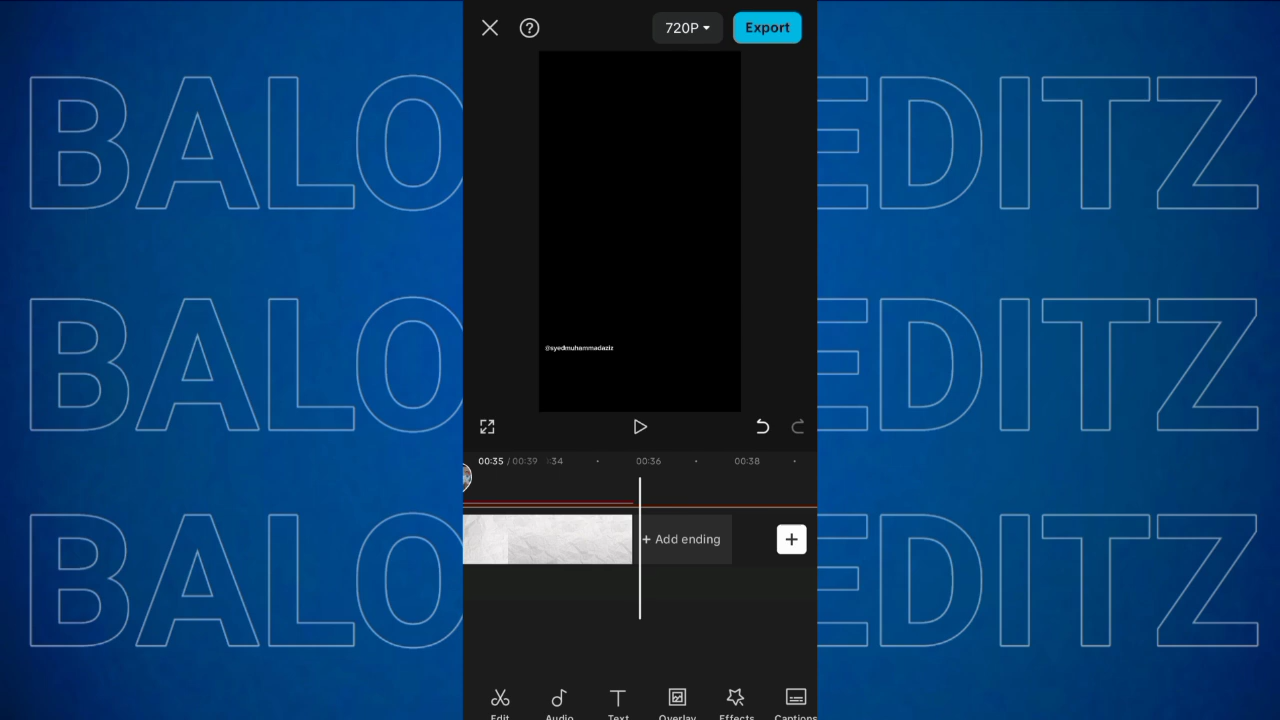 720P
Export
BALO EDITZ
@syedmuhammadaziz
BALO EDITZ
00:35 / 00:39 :34 00:36 00:38
+ Add ending
+
BALO EDITZ
Edit Audio Text Overlay Effects Captions